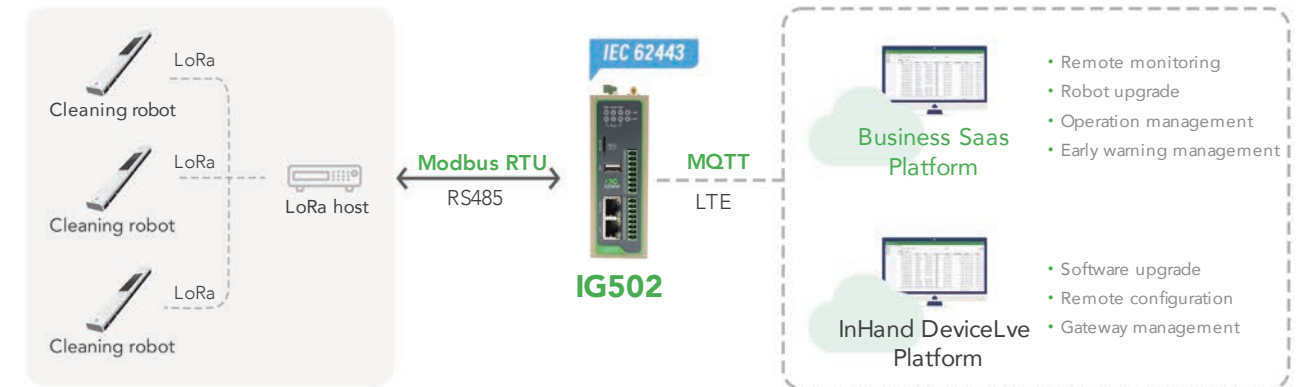 LoRa
Cleaning robot
LoRa
Cleaning robot
LoRa
Cleaning robot
LoRa host
Modbus RTU
RS485
IEC 62443
IG502
MQTT
LTE
Business Saas
Platform
• Remote monitoring
• Robot upgrade
• Operation management
• Early warning management
InHand DeviceLve
Platform
• Software upgrade
• Remote configuration
• Gateway management